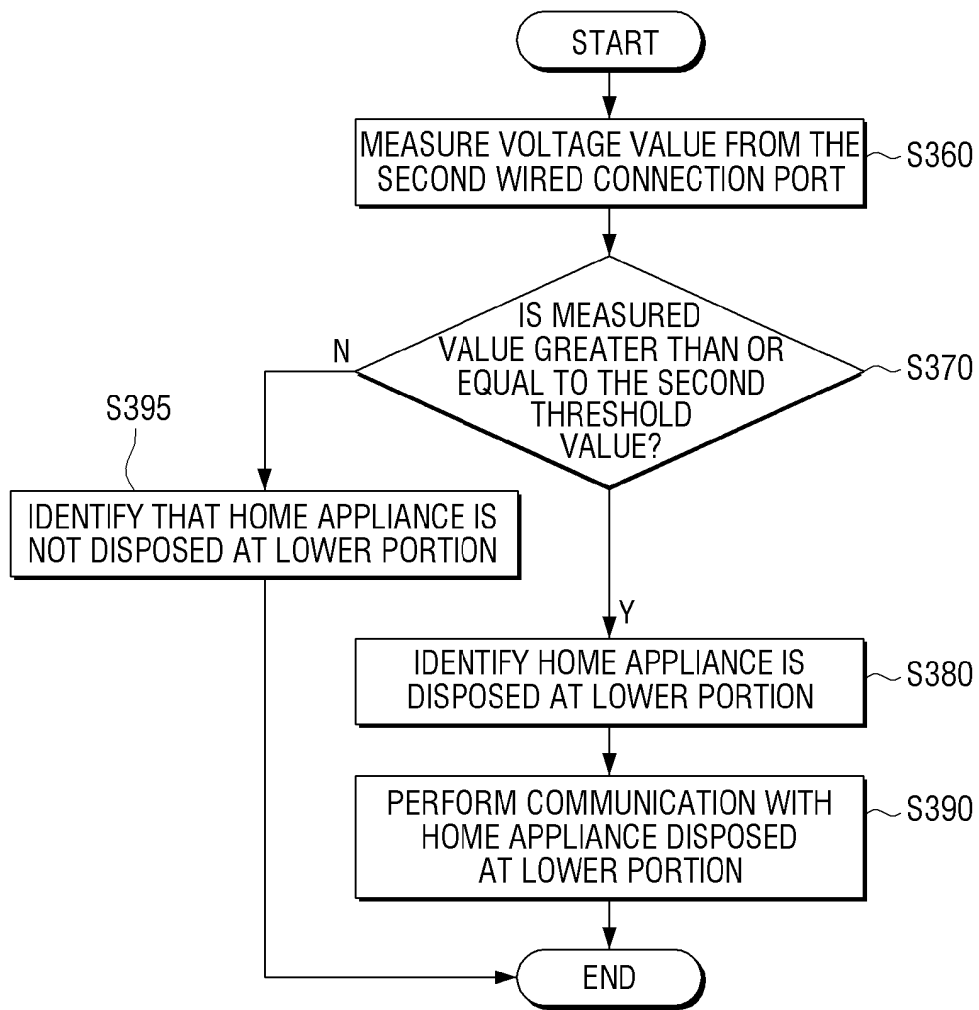 START
MEASURE VOLTAGE VALUE FROM THE
SECOND WIRED CONNECTION PORT
S360
IS MEASURED
VALUE GREATER THAN OR
EQUAL TO THE SECOND
THRESHOLD
VALUE?
S370
N
S395
IDENTIFY THAT HOME APPLIANCE IS
NOT DISPOSED AT LOWER PORTION
Y
IDENTIFY HOME APPLIANCE IS
DISPOSED AT LOWER PORTION
S380
PERFORM COMMUNICATION WITH
HOME APPLIANCE DISPOSED
AT LOWER PORTION
S390
END